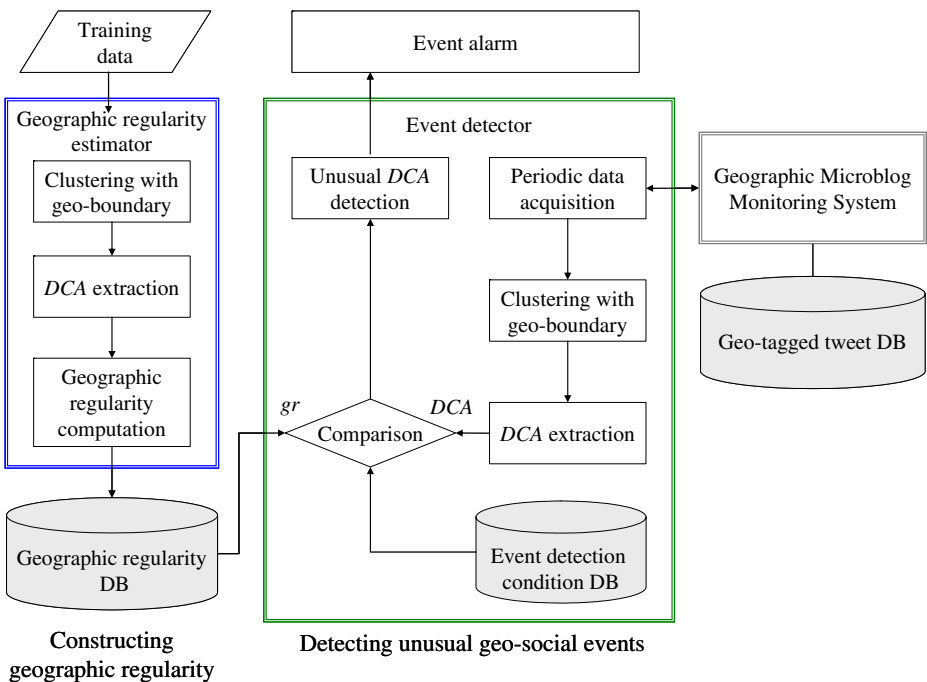 Training
data
Geographic regularity
estimator
Clustering with
geo-boundary
DCA extraction
Geographic
regularity
computation
Geographic regularity
DB
Constructing
geographic regularity
Event alarm
Event detector
Unusual DCA
detection
Periodic data
acquisition
Clustering with
geo-boundary
gr
DCA
Comparison
DCA extraction
Event detection
condition DB
Detecting unusual geo-social events
Geographic Microblog
Monitoring System
Geo-tagged tweet DB